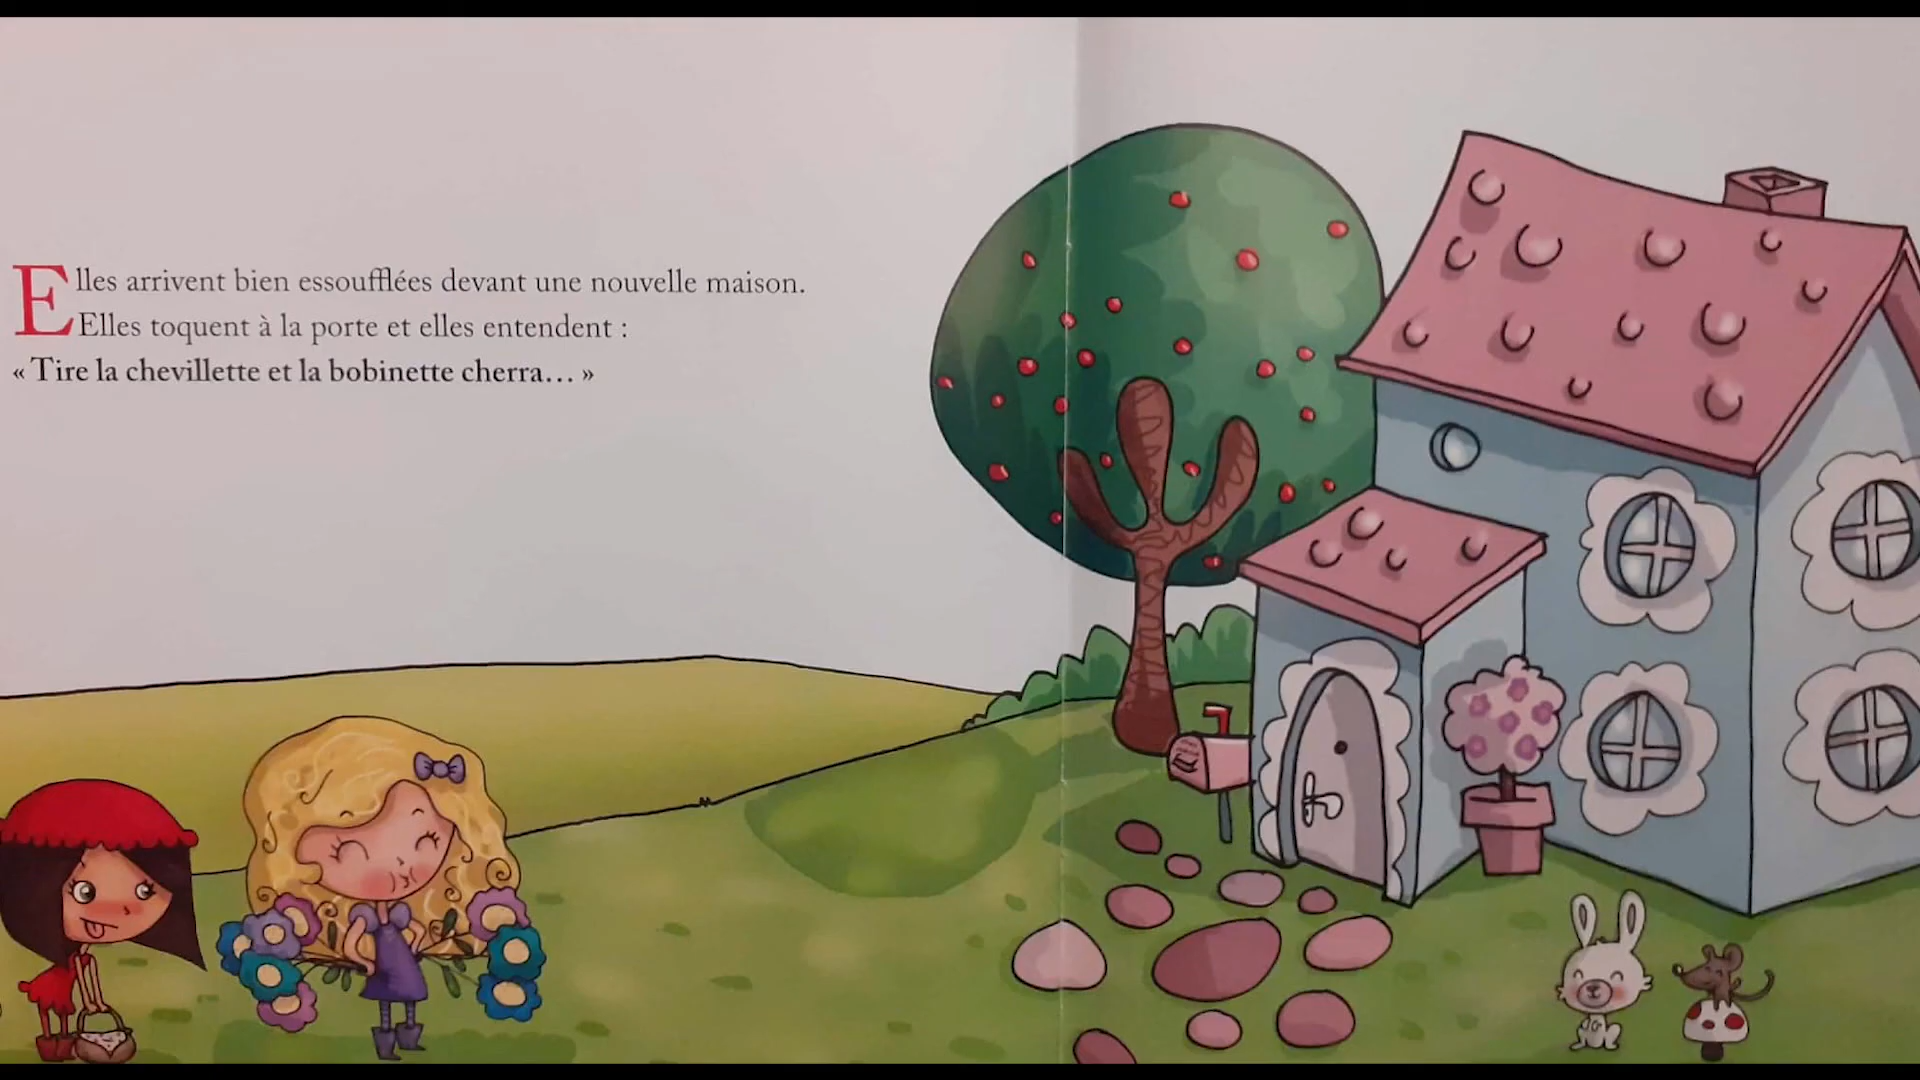 Elles arrivent bien essoufflées devant une nouvelle maison.
Elles toquent à la porte et elles entendent :
« Tire la chevillette et la bobinette cherra... »